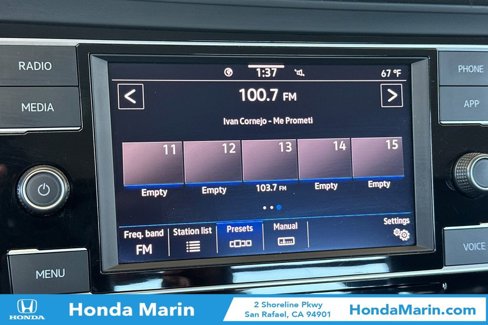 RADIO
MEDIA
MENU
PHONE
APP
VOICE
1:37
67 °F
100.7 FM
Ivan Cornejo - Me Prometi
11 12 13 14 15
Empty Empty 103.7 FM Empty Empty
Freq. band Station list Presets Manual Settings
FM
HONDA
Honda Marin
2 Shoreline Pkwy
San Rafael, CA 94901
HondaMarin.com